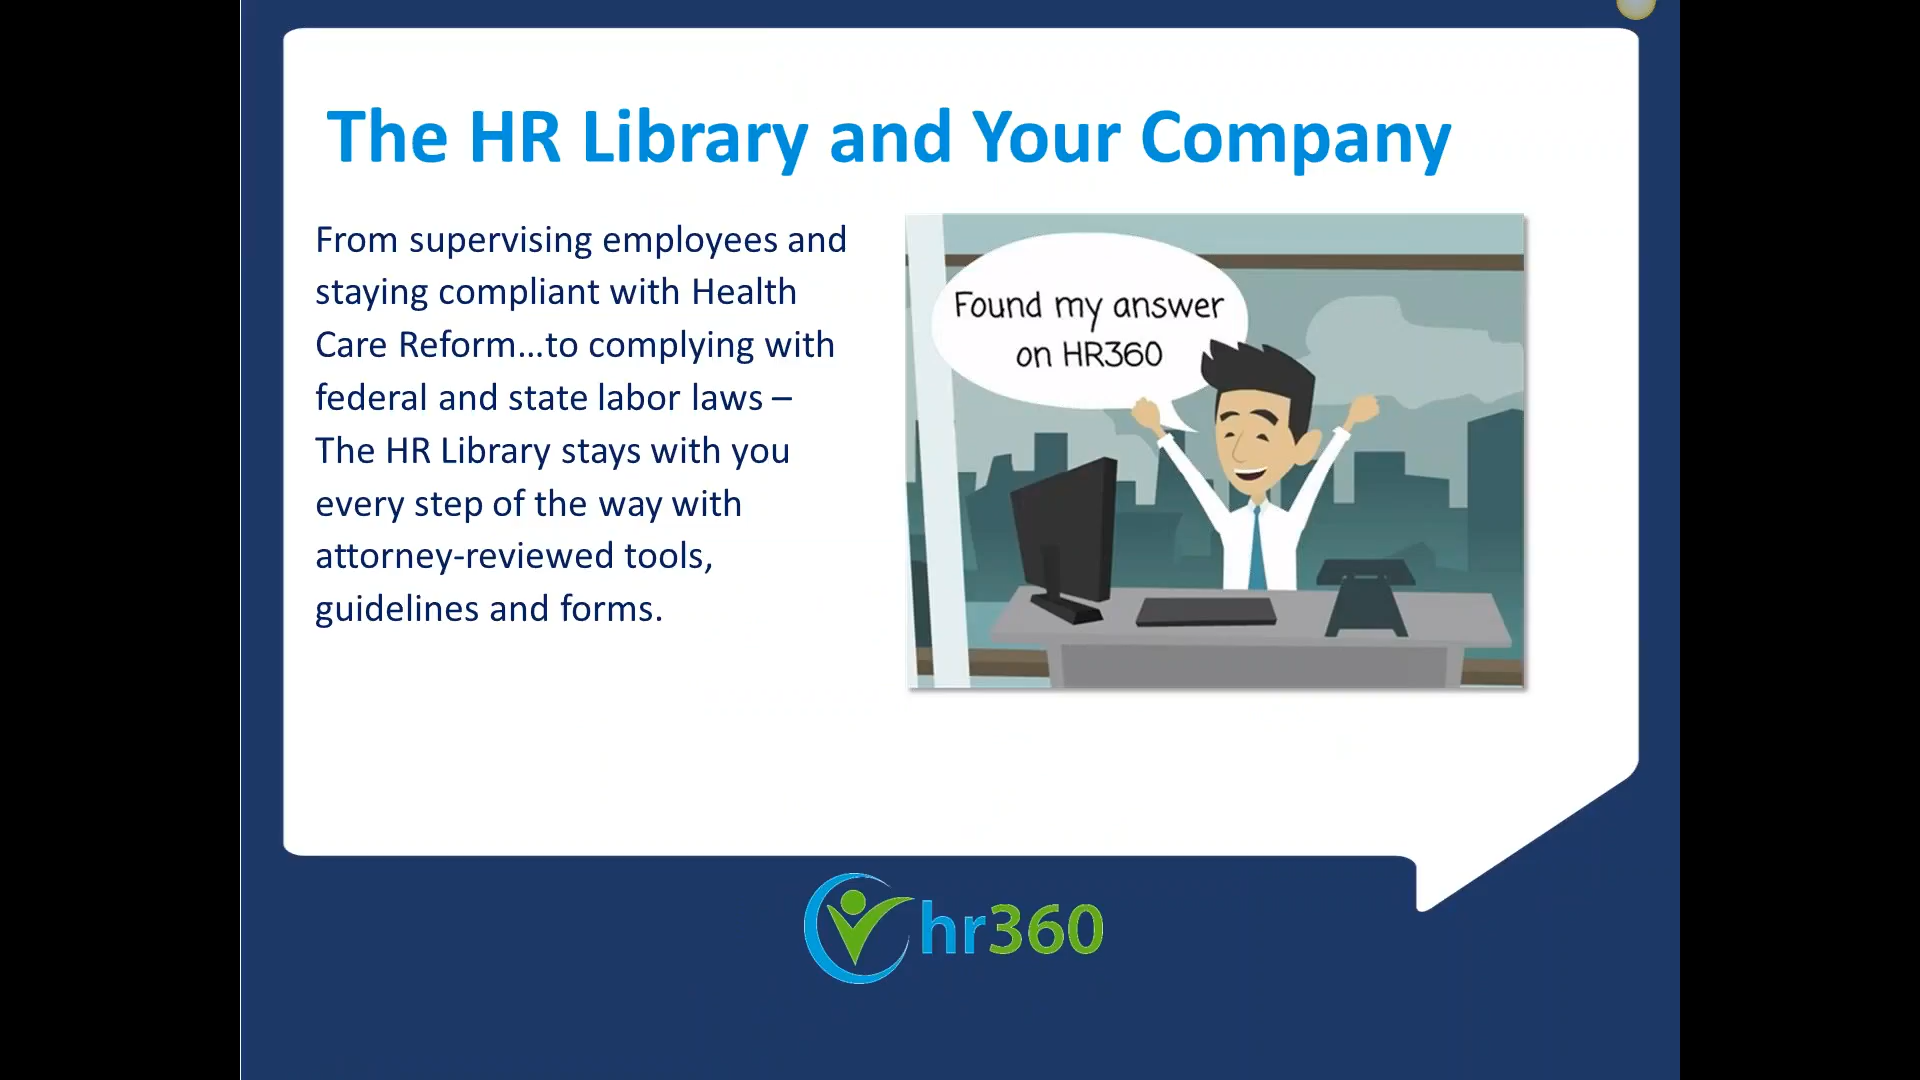 The HR Library and Your Company
From supervising employees and
staying compliant with Health
Care Reform...to complying with
federal and state labor laws –
The HR Library stays with you
every step of the way with
attorney-reviewed tools,
guidelines and forms.
Found my answer
on HR360
hr360